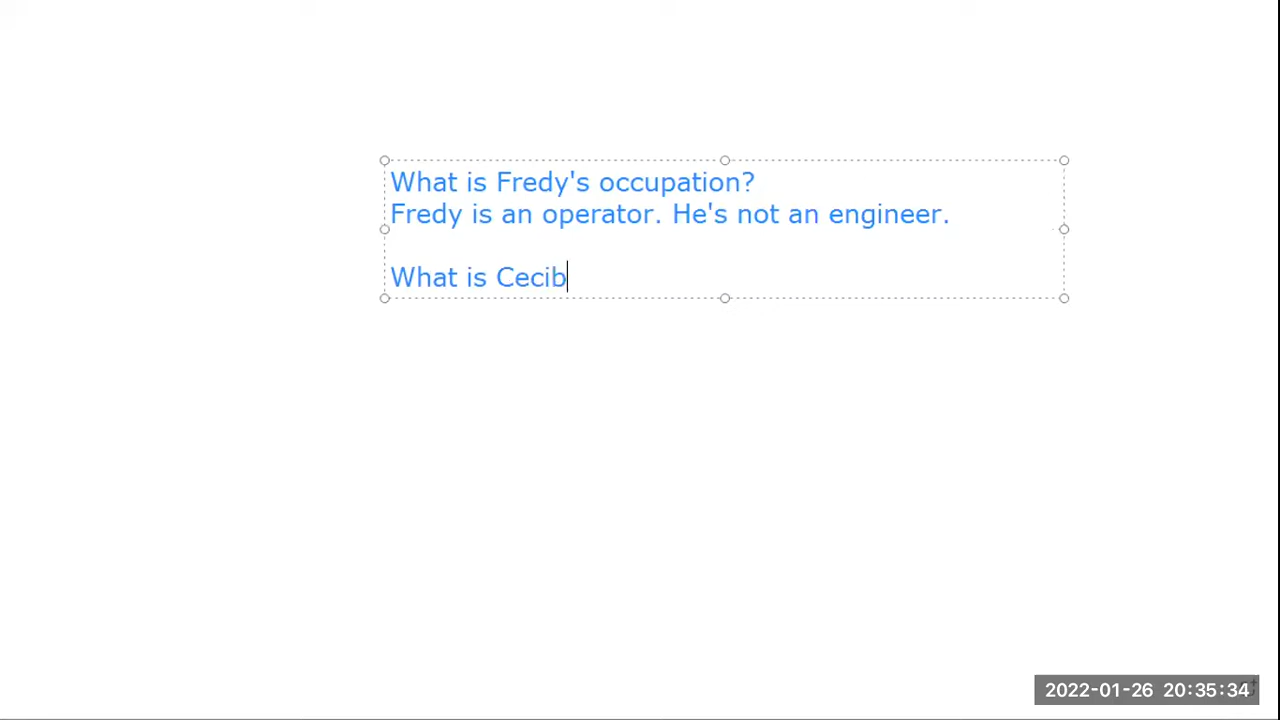 What is Fredy's occupation?
Fredy is an operator. He's not an engineer.
What is Cecib
2022-01-26 20:35:34